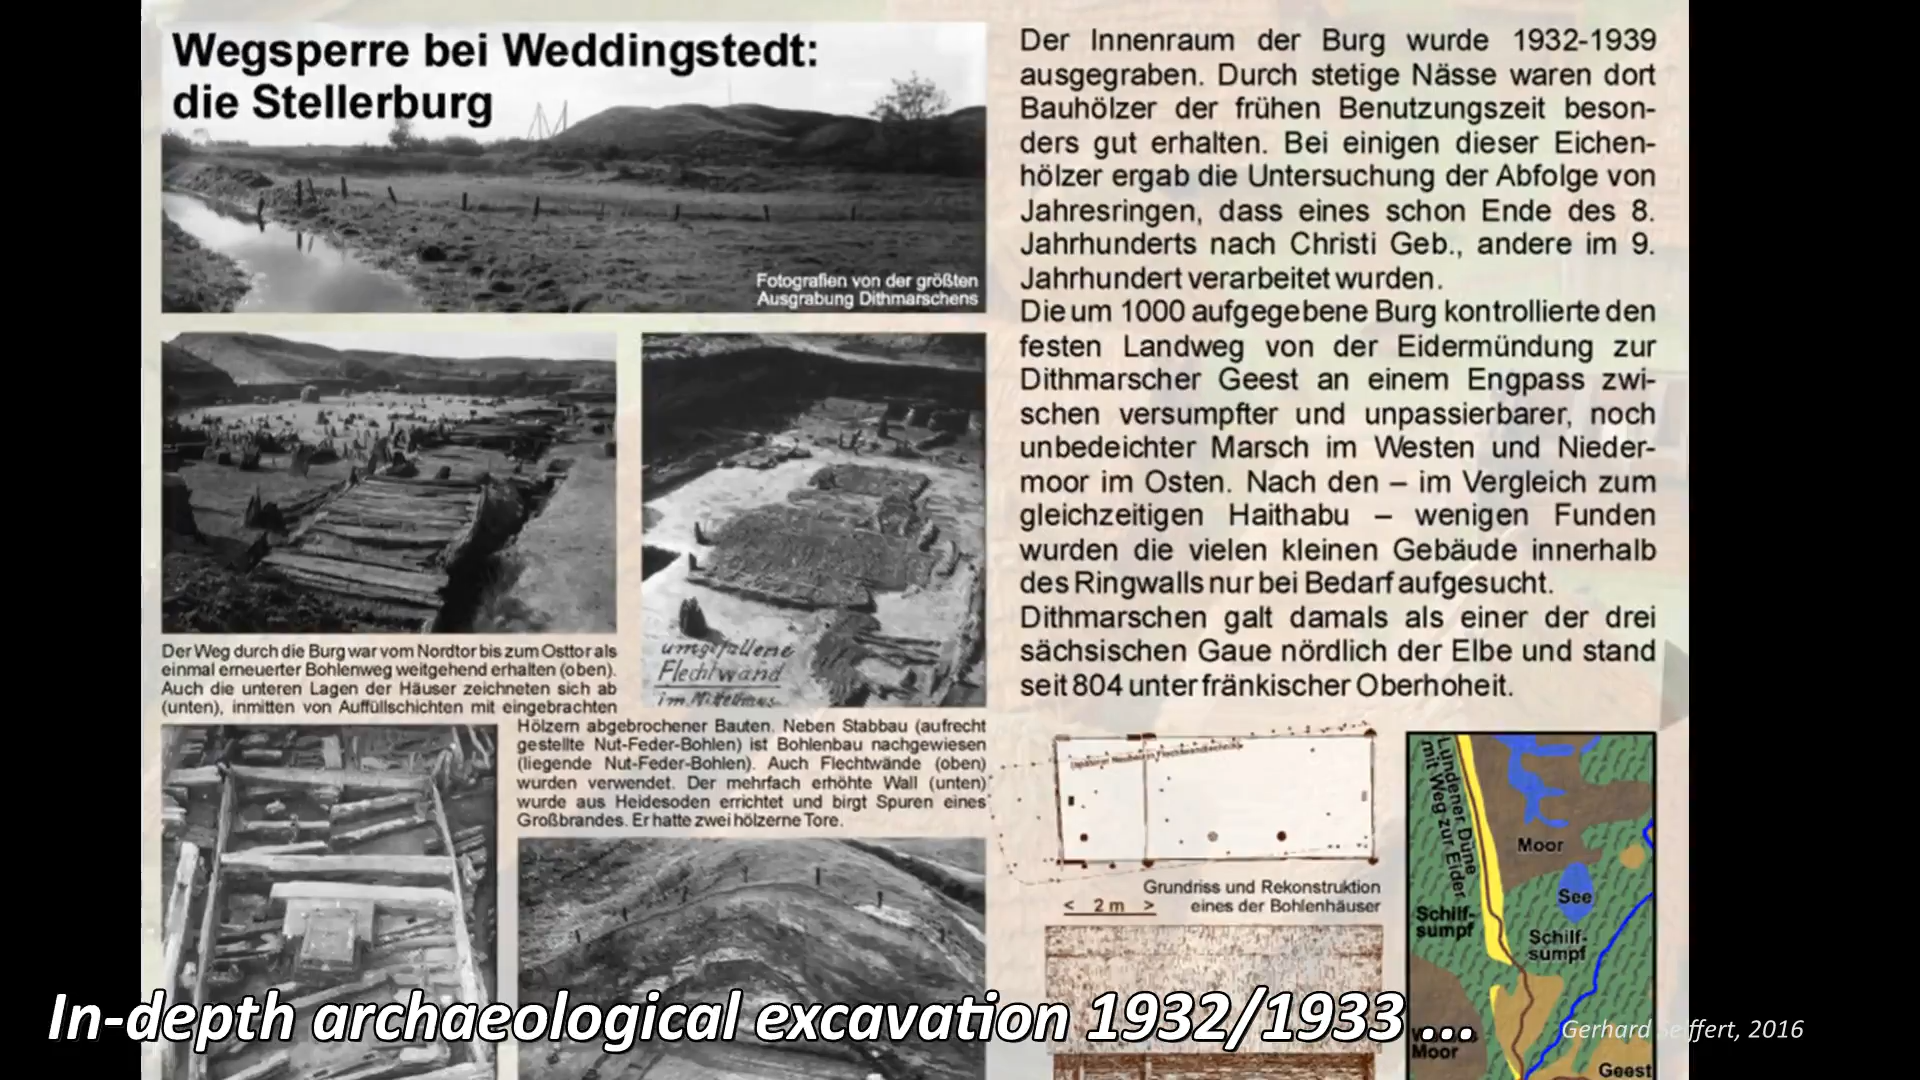 Wegsperre bei Weddingstedt:
die Stellerburg
Fotografien von der größten
Ausgrabung Dithmarschens
Der Weg durch die Burg war vom Nordtor bis zum Osttor als
einmal erneuerter Bohlenweg weitgehend erhalten (oben).
Auch die unteren Lagen der Häuser zeichneten sich ab
(unten), inmitten von Auffüllschichten mit eingebrachten
umgefallene
Flechtwand
im Mittelhaus
Hölzern abgebrochener Bauten. Neben Stabbau (aufrecht
gestellte Nut-Feder-Bohlen) ist Bohlenbau nachgewiesen
(liegende Nut-Feder-Bohlen). Auch Flechtwände (oben)
wurden verwendet. Der mehrfach erhöhte Wall (unten)
wurde aus Heidesoden errichtet und birgt Spuren eines
Großbrandes. Er hatte zwei hölzerne Tore.
Der Innenraum der Burg wurde 1932-1939
ausgegraben. Durch stetige Nässe waren dort
Bauhölzer der frühen Benutzungszeit beson-
ders gut erhalten. Bei einigen dieser Eichen-
hölzer ergab die Untersuchung der Abfolge von
Jahresringen, dass eines schon Ende des 8.
Jahrhunderts nach Christi Geb., andere im 9.
Jahrhundert verarbeitet wurden.
Die um 1000 aufgegebene Burg kontrollierte den
festen Landweg von der Eidermündung zur
Dithmarscher Geest an einem Engpass zwi-
schen versumpfter und unpassierbarer, noch
unbedeichter Marsch im Westen und Nieder-
moor im Osten. Nach den – im Vergleich zum
gleichzeitigen Haithabu – wenigen Funden
wurden die vielen kleinen Gebäude innerhalb
des Ringwalls nur bei Bedarf aufgesucht.
Dithmarschen galt damals als einer der drei
sächsischen Gaue nördlich der Elbe und stand
seit 804 unter fränkischer Oberhoheit.
Grundriss und Rekonstruktion
eines der Bohlenhäuser
< 2 m >
Lundener Düne
mit Weg zur Eider
Moor
See
Schilf-
sumpf
Schilf-
sumpf
Moor
Geest
In-depth archaeological excavation 1932/1933 ...
Gerhard Seiffert, 2016